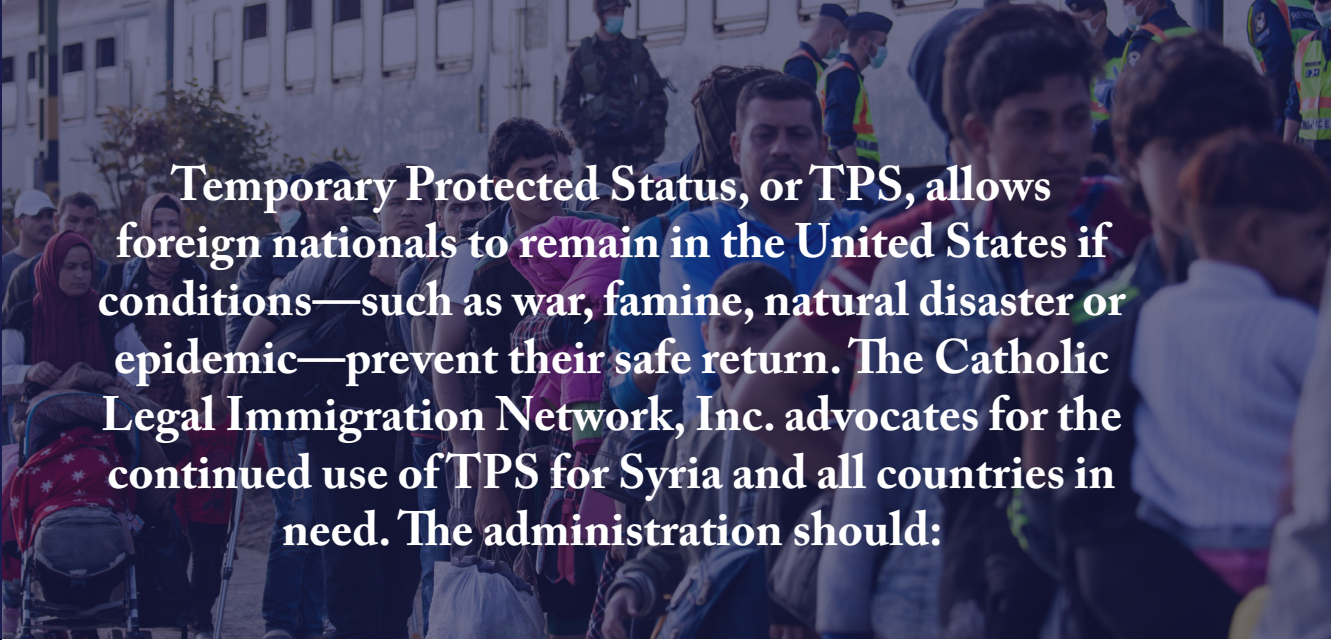 Temporary Protected Status, or TPS, allows
foreign nationals to remain in the United States if
conditions—such as war, famine, natural disaster or
epidemic—prevent their safe return. The Catholic
Legal Immigration Network, Inc. advocates for the
continued use of TPS for Syria and all countries in
need. The administration should: